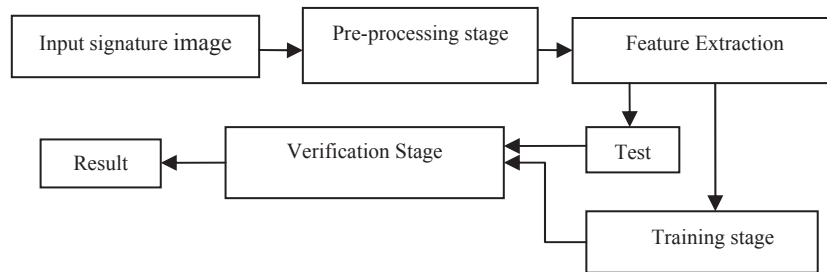 Input signature image
Pre-processing stage
Feature Extraction
Result
Verification Stage
Test
Training stage